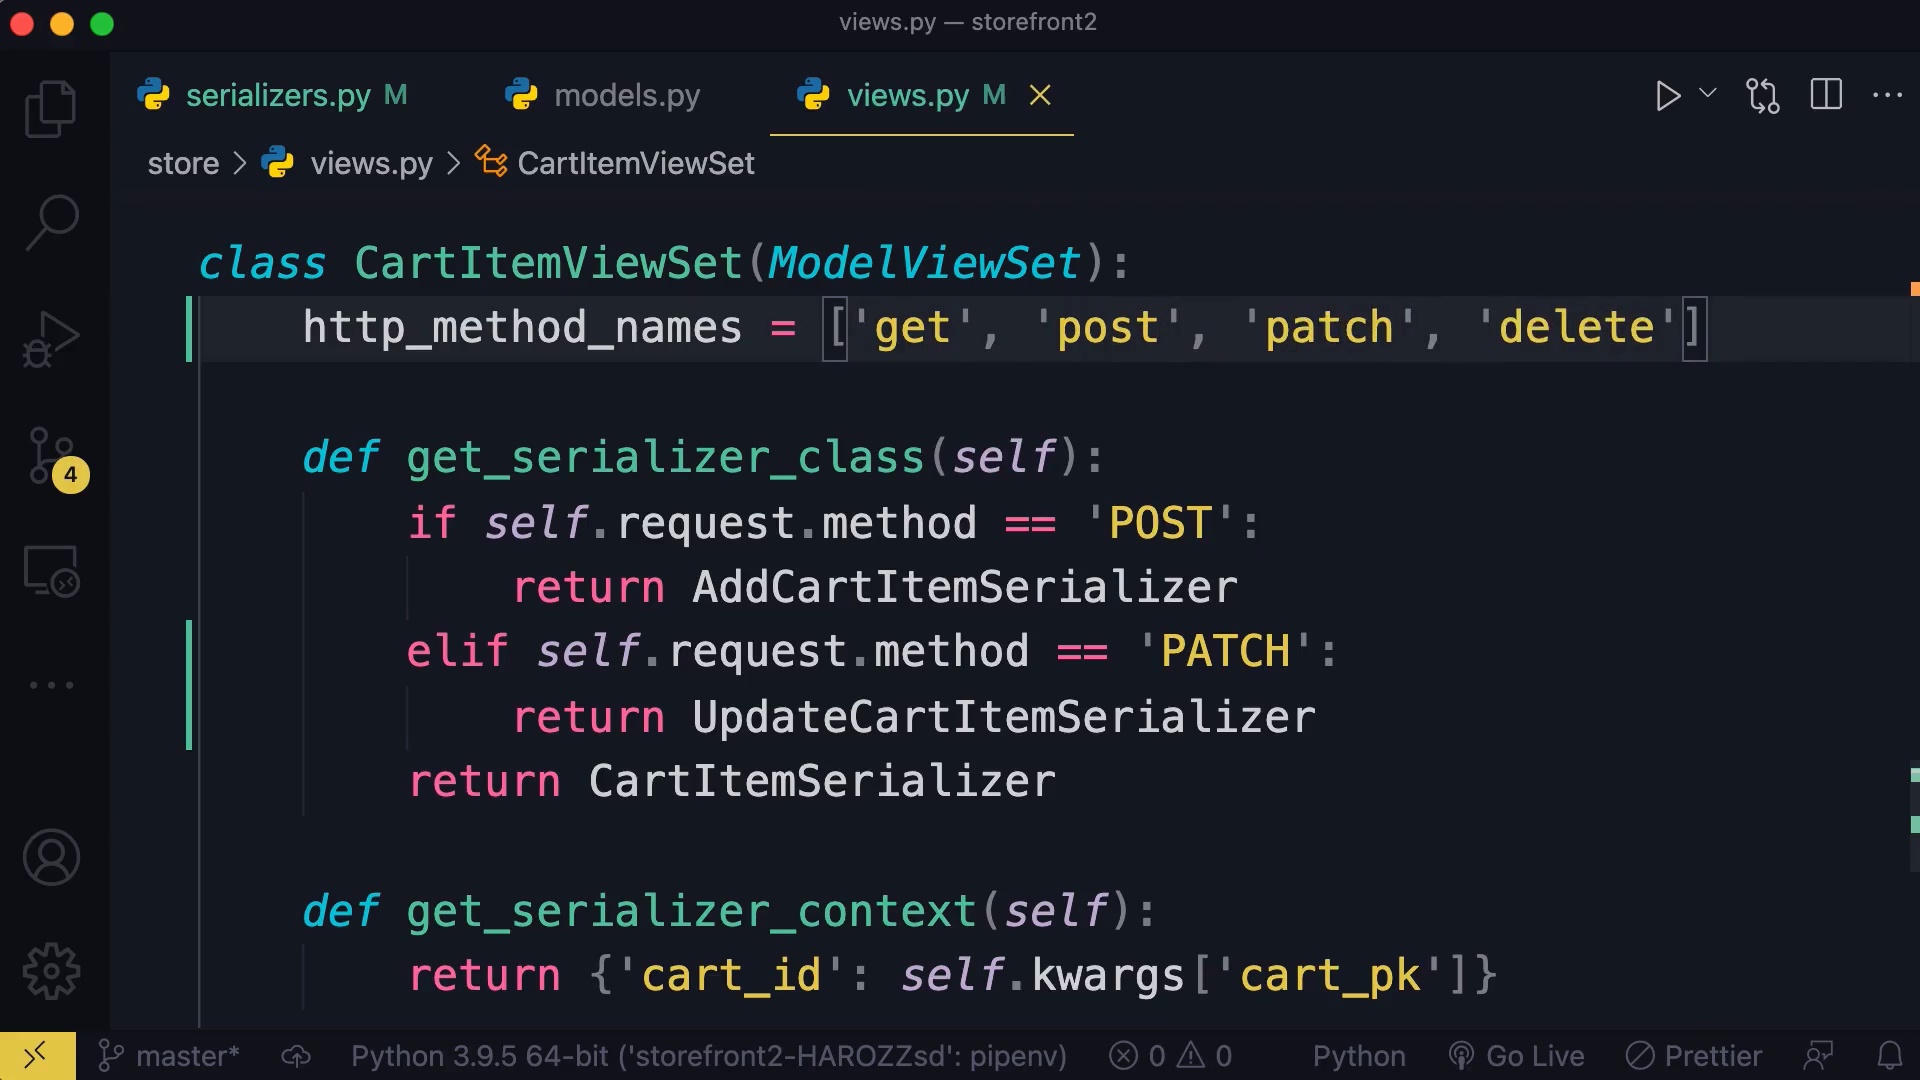 views.py — storefront2
serializers.py M models.py views.py M
store > views.py > CartItemViewSet
class CartItemViewSet(ModelViewSet):
    http_method_names = ['get', 'post', 'patch', 'delete']
    def get_serializer_class(self):
        if self.request.method == 'POST':
            return AddCartItemSerializer
        elif self.request.method == 'PATCH':
            return UpdateCartItemSerializer
        return CartItemSerializer
    def get_serializer_context(self):
        return {'cart_id': self.kwargs['cart_pk']}
4
master* Python 3.9.5 64-bit ('storefront2-HAROZZsd': pipenv) 0 0 Python Go Live Prettier